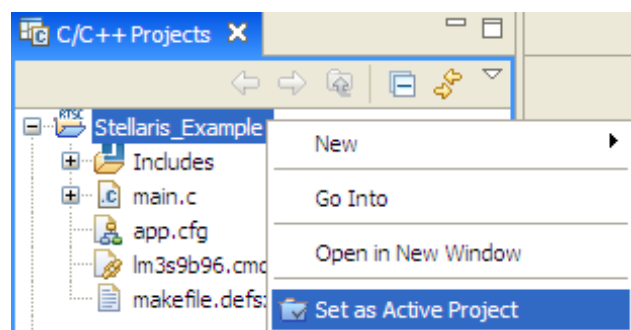 C/C++ Projects
RTSC
Stellaris_Example
New
Includes
.c main.c
Go Into
app.cfg
lm3s9b96.cmd
Open in New Window
makefile.defs
Set as Active Project